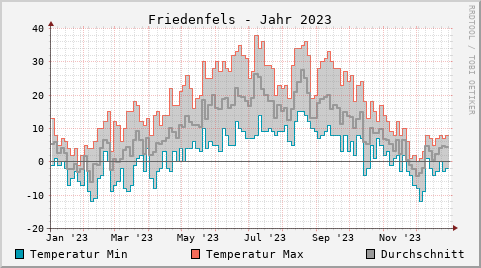 Friedenfels - Jahr 2023
RRDTOOL / TOBI OETIKER
40
30
20
10
0
-10
-20
Jan '23 Mar '23 May '23 Jul '23 Sep '23 Nov '23
Temperatur Min Temperatur Max Durchschnitt